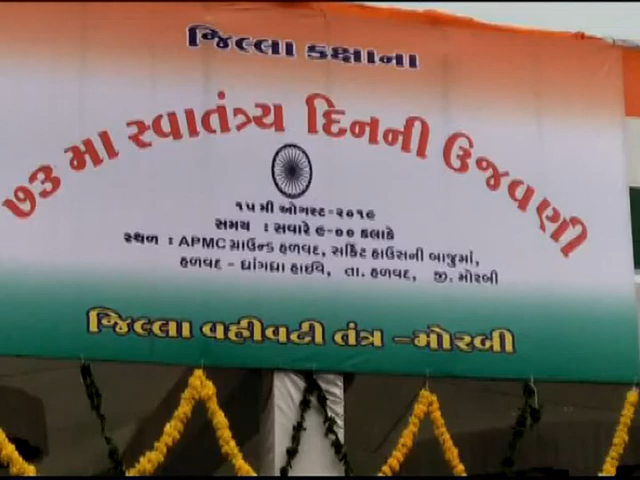 જિલ્લા કક્ષાના
૭૩ મા સ્વાતંત્ર્ય દિનની ઉજવણી
૧૫ મી ઓગસ્ટ-૨૦૧૯
સમય : સવારે ૯-૦૦ કલાકે
સ્થળ : APMC ગ્રાઉન્ડ હળવદ, સર્કિટ હાઉસની બાજુમાં,
હળવદ - ધ્રાંગધ્રા હાઈવે, તા. હળવદ, જી. મોરબી
જિલ્લા વહીવટી તંત્ર -મોરબી